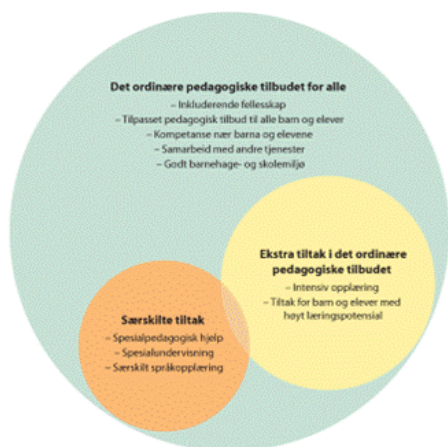 Det ordinære pedagogiske tilbudet for alle
– Inkluderende fellesskap
– Tilpasset pedagogisk tilbud til alle barn og elever
– Kompetanse nær barna og elevene
– Samarbeid med andre tjenester
– Godt barnehage- og skolemiljø
Ekstra tiltak i det ordinære
pedagogiske tilbudet
– Intensiv opplæring
– Tiltak for barn og elever med
høyt læringspotensial
Særskilte tiltak
– Spesialpedagogisk hjelp
– Spesialundervisning
– Særskilt språkopplæring